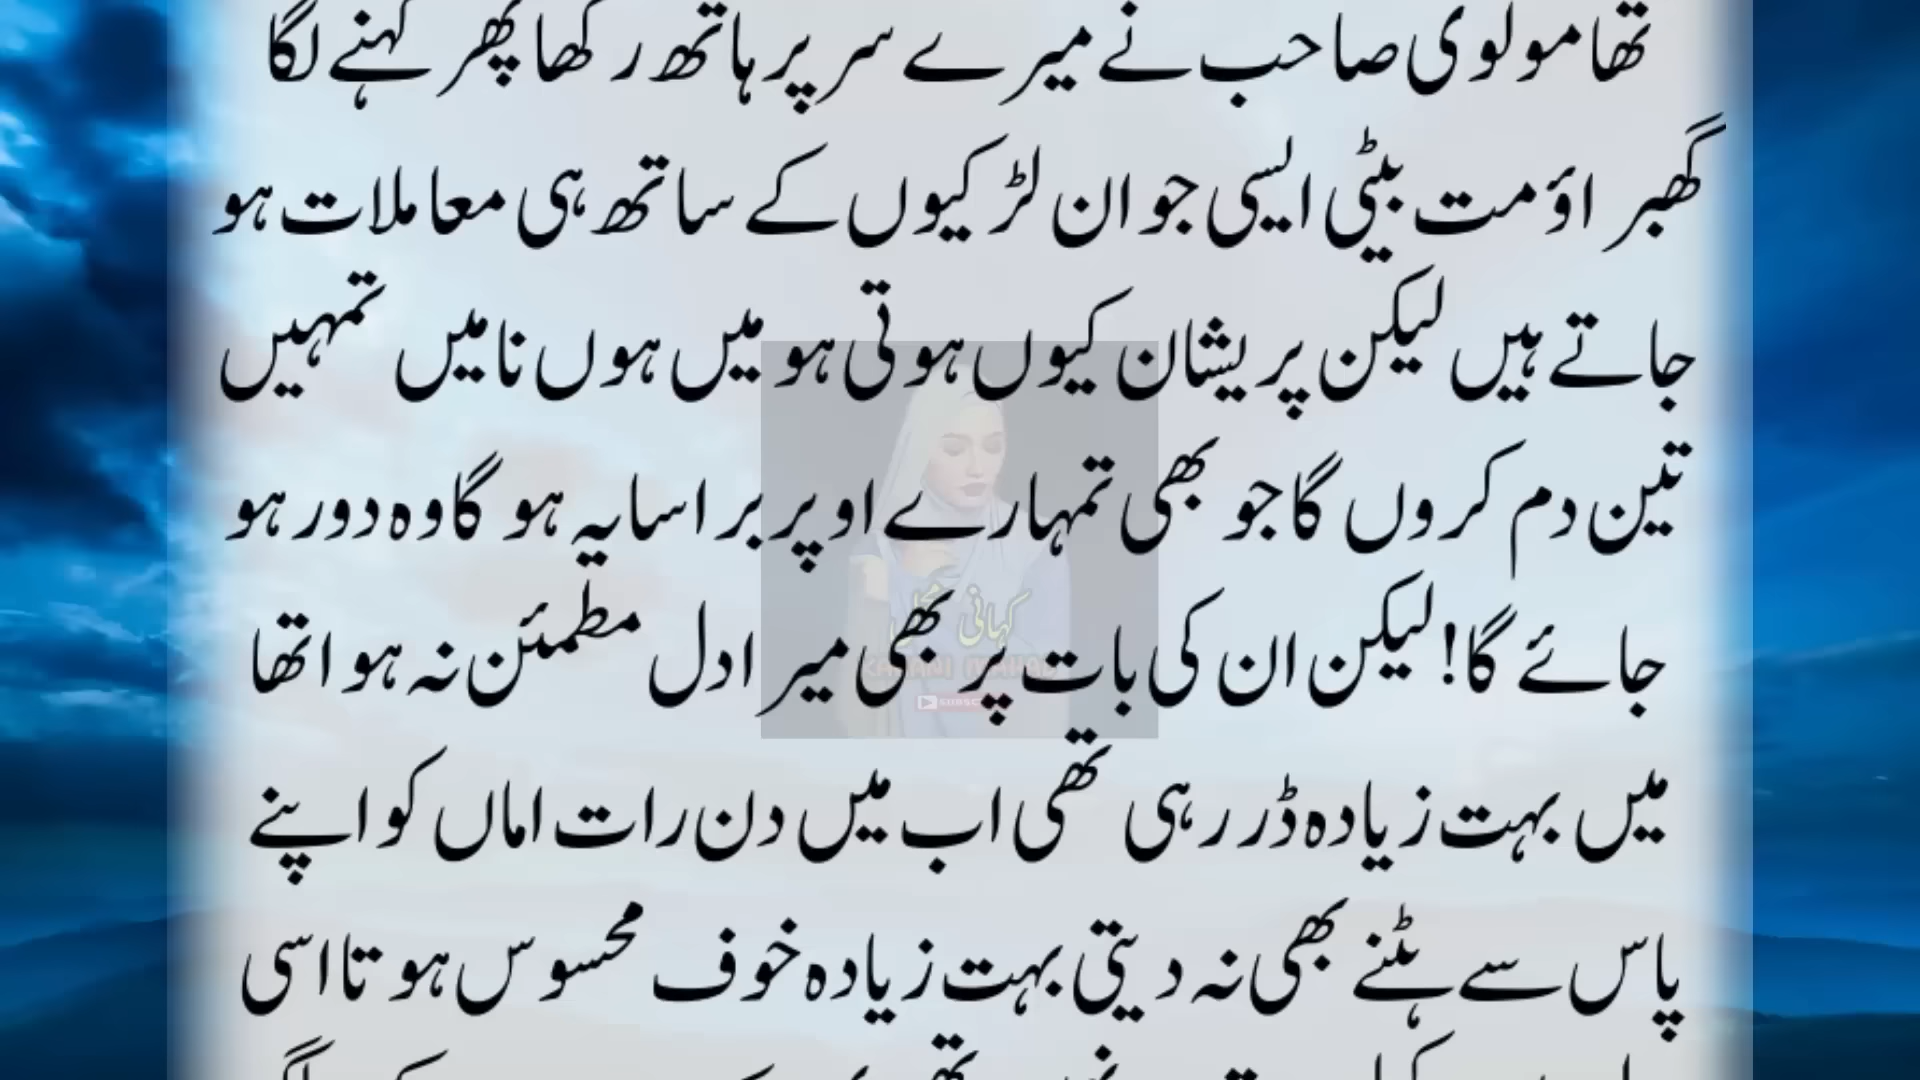 تھا مولوی صاحب نے میرے سر پر ہاتھ رکھا پھر کہنے لگا
گھبراؤ مت بیٹی ایسی جوان لڑکیوں کے ساتھ ہی معاملات ہو
جاتے ہیں لیکن پریشان کیوں ہوتی ہو میں ہوں نا میں تمہیں
تین دم کروں گا جو بھی تمہارے اوپر برا سایہ ہو گا وہ دور ہو
جائے گا! لیکن ان کی بات پر بھی میرا دل مطمئن نہ ہوا تھا
میں بہت زیادہ ڈر رہی تھی اب میں دن رات اماں کو اپنے
پاس سے ہٹنے بھی نہ دیتی بہت زیادہ خوف محسوس ہوتا اسی
کہانی